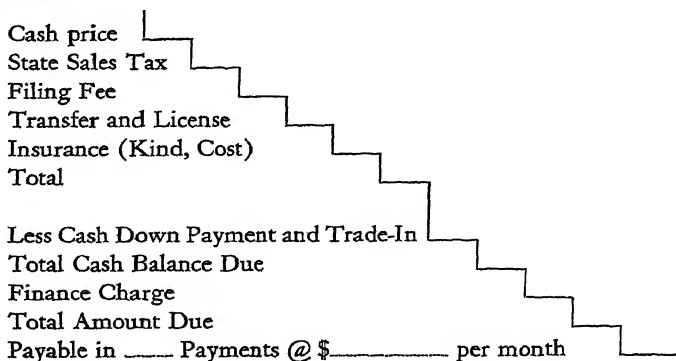 Cash price
State Sales Tax
Filing Fee
Transfer and License
Insurance (Kind, Cost)
Total
Less Cash Down Payment and Trade-In
Total Cash Balance Due
Finance Charge
Total Amount Due
Payable in ____ Payments @ $__________ per month